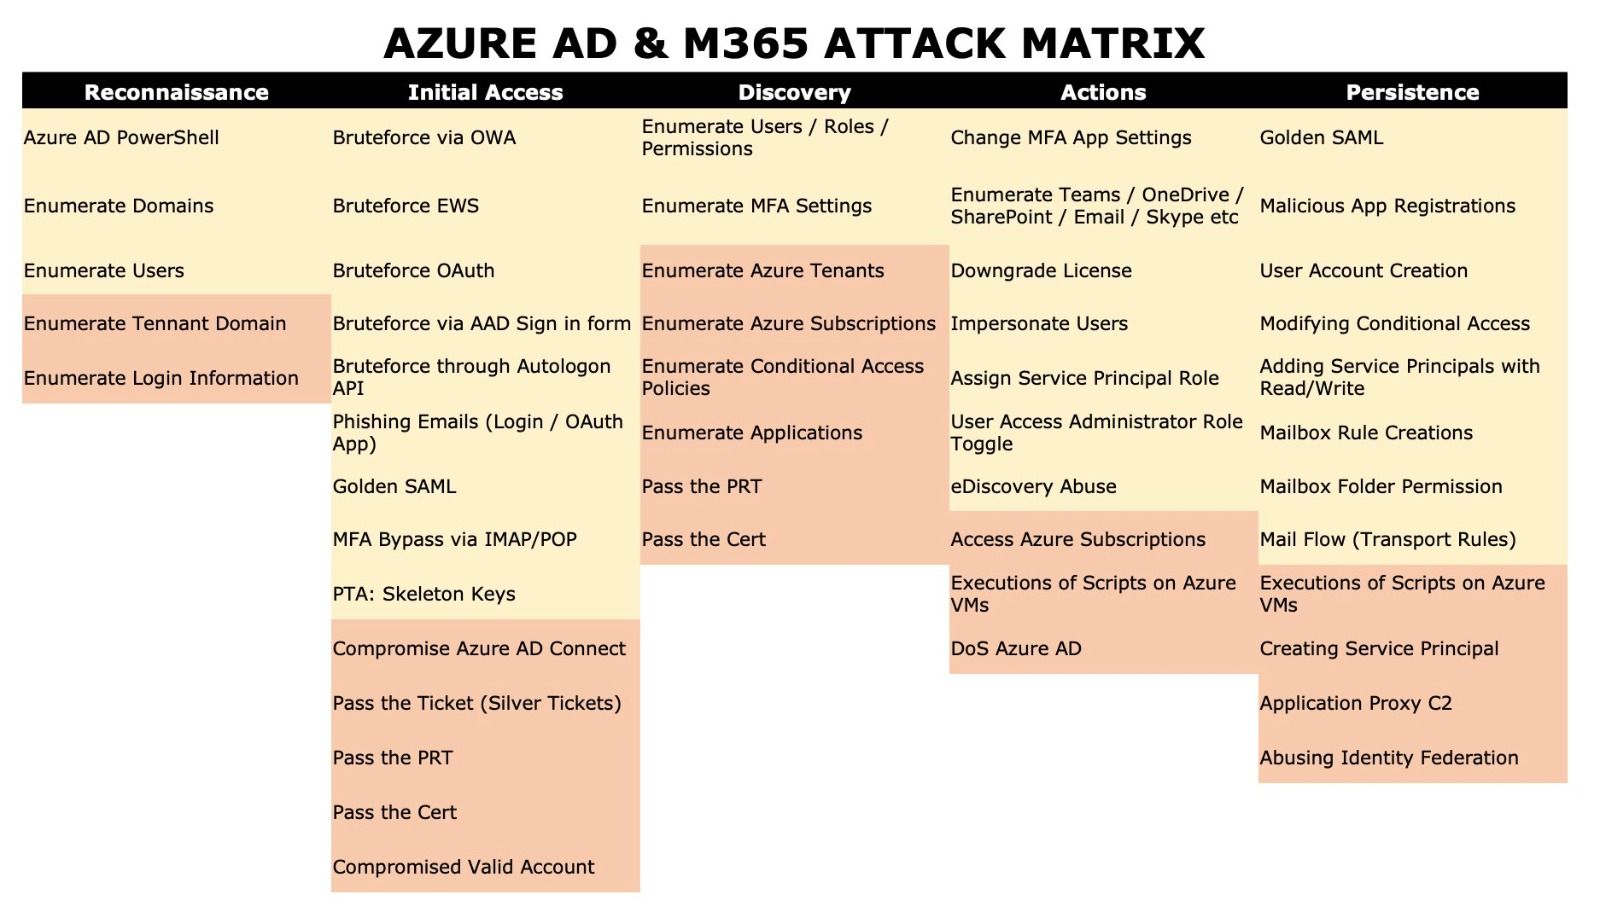 AZURE AD & M365 ATTACK MATRIX
Reconnaissance
Initial Access
Discovery
Actions
Persistence
Azure AD PowerShell
Bruteforce via OWA
Enumerate Users / Roles /
Permissions
Change MFA App Settings
Golden SAML
Enumerate Domains
Bruteforce EWS
Enumerate MFA Settings
Enumerate Teams / OneDrive /
SharePoint / Email / Skype etc
Malicious App Registrations
Enumerate Users
Bruteforce OAuth
Enumerate Azure Tenants
Downgrade License
User Account Creation
Enumerate Tennant Domain
Bruteforce via AAD Sign in form
Enumerate Azure Subscriptions
Impersonate Users
Modifying Conditional Access
Enumerate Login Information
Bruteforce through Autologon
API
Enumerate Conditional Access
Policies
Assign Service Principal Role
Adding Service Principals with
Read/Write
Phishing Emails (Login / OAuth
App)
Enumerate Applications
User Access Administrator Role
Toggle
Mailbox Rule Creations
Golden SAML
Pass the PRT
eDiscovery Abuse
Mailbox Folder Permission
MFA Bypass via IMAP/POP
Pass the Cert
Access Azure Subscriptions
Mail Flow (Transport Rules)
PTA: Skeleton Keys
Executions of Scripts on Azure
VMs
Executions of Scripts on Azure
VMs
Compromise Azure AD Connect
DoS Azure AD
Creating Service Principal
Pass the Ticket (Silver Tickets)
Application Proxy C2
Pass the PRT
Abusing Identity Federation
Pass the Cert
Compromised Valid Account